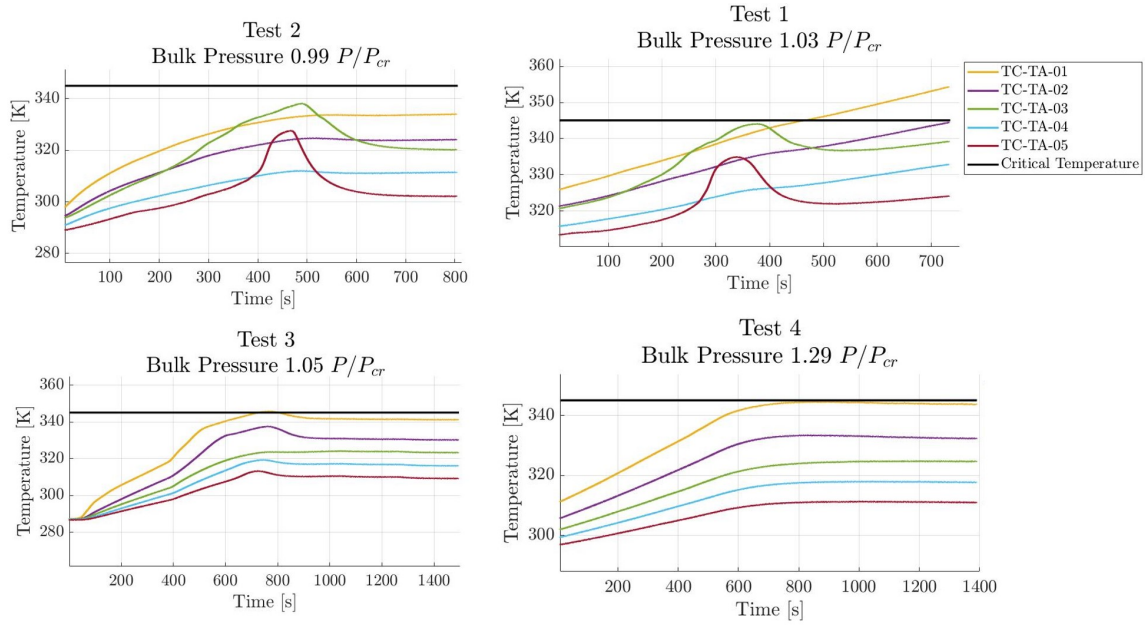 Test 2
Bulk Pressure 0.99 P/Pcr
Temperature [K]
340
320
300
280
100 200 300 400 500 600 700 800
Time [s]
Test 1
Bulk Pressure 1.03 P/Pcr
Temperature [K]
360
350
340
330
320
100 200 300 400 500 600 700
Time [s]
TC-TA-01
TC-TA-02
TC-TA-03
TC-TA-04
TC-TA-05
Critical Temperature
Test 3
Bulk Pressure 1.05 P/Pcr
Temperature [K]
360
340
320
300
280
200 400 600 800 1000 1200 1400
Time [s]
Test 4
Bulk Pressure 1.29 P/Pcr
Temperature [K]
340
320
300
200 400 600 800 1000 1200 1400
Time [s]